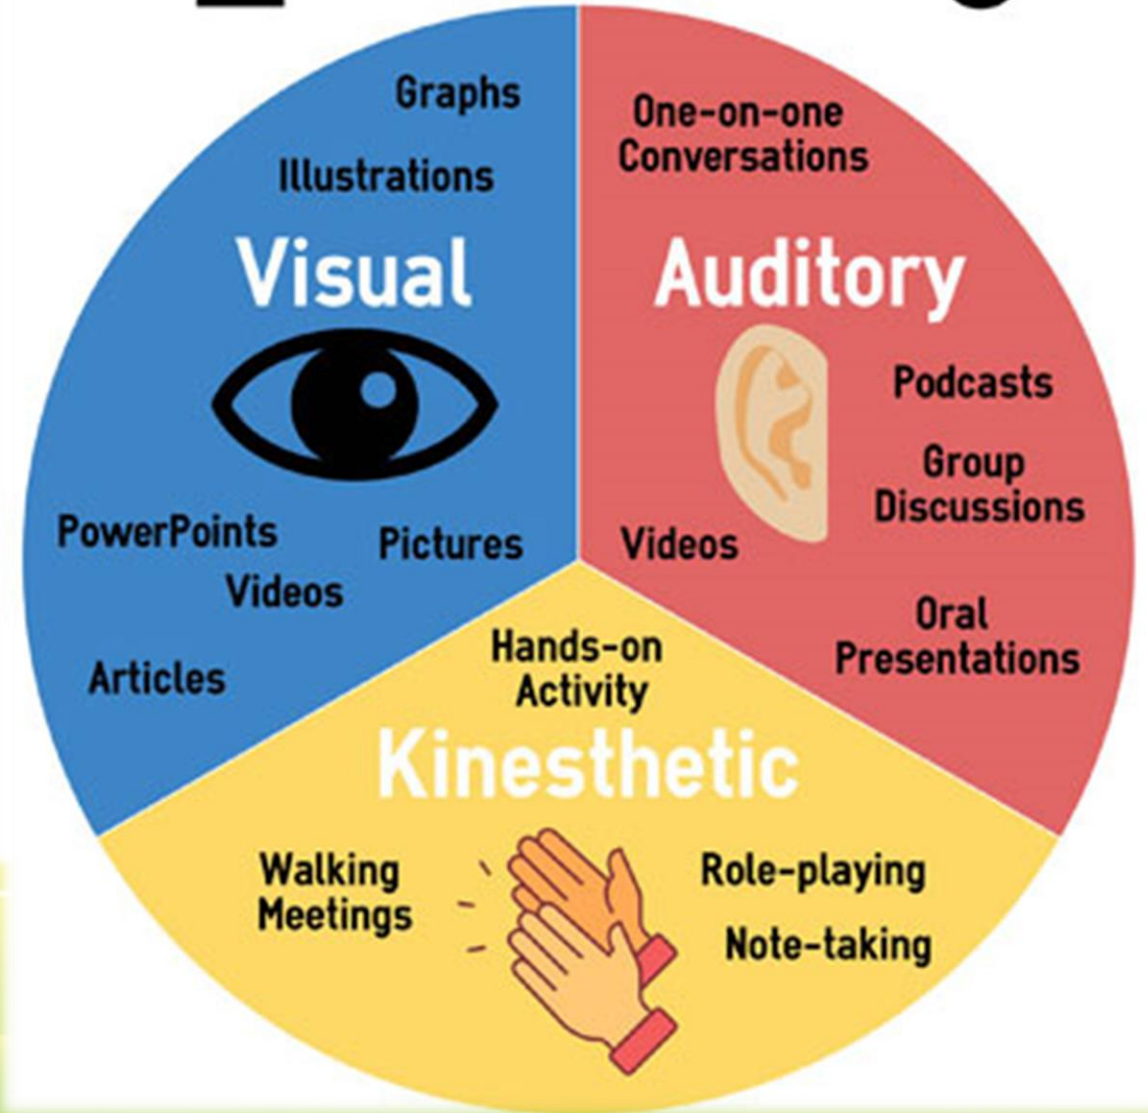 Graphs
Illustrations
Visual
PowerPoints
Pictures
Videos
Articles
One-on-one
Conversations
Auditory
Podcasts
Group
Discussions
Videos
Oral
Presentations
Hands-on
Activity
Kinesthetic
Walking
Meetings
Role-playing
Note-taking